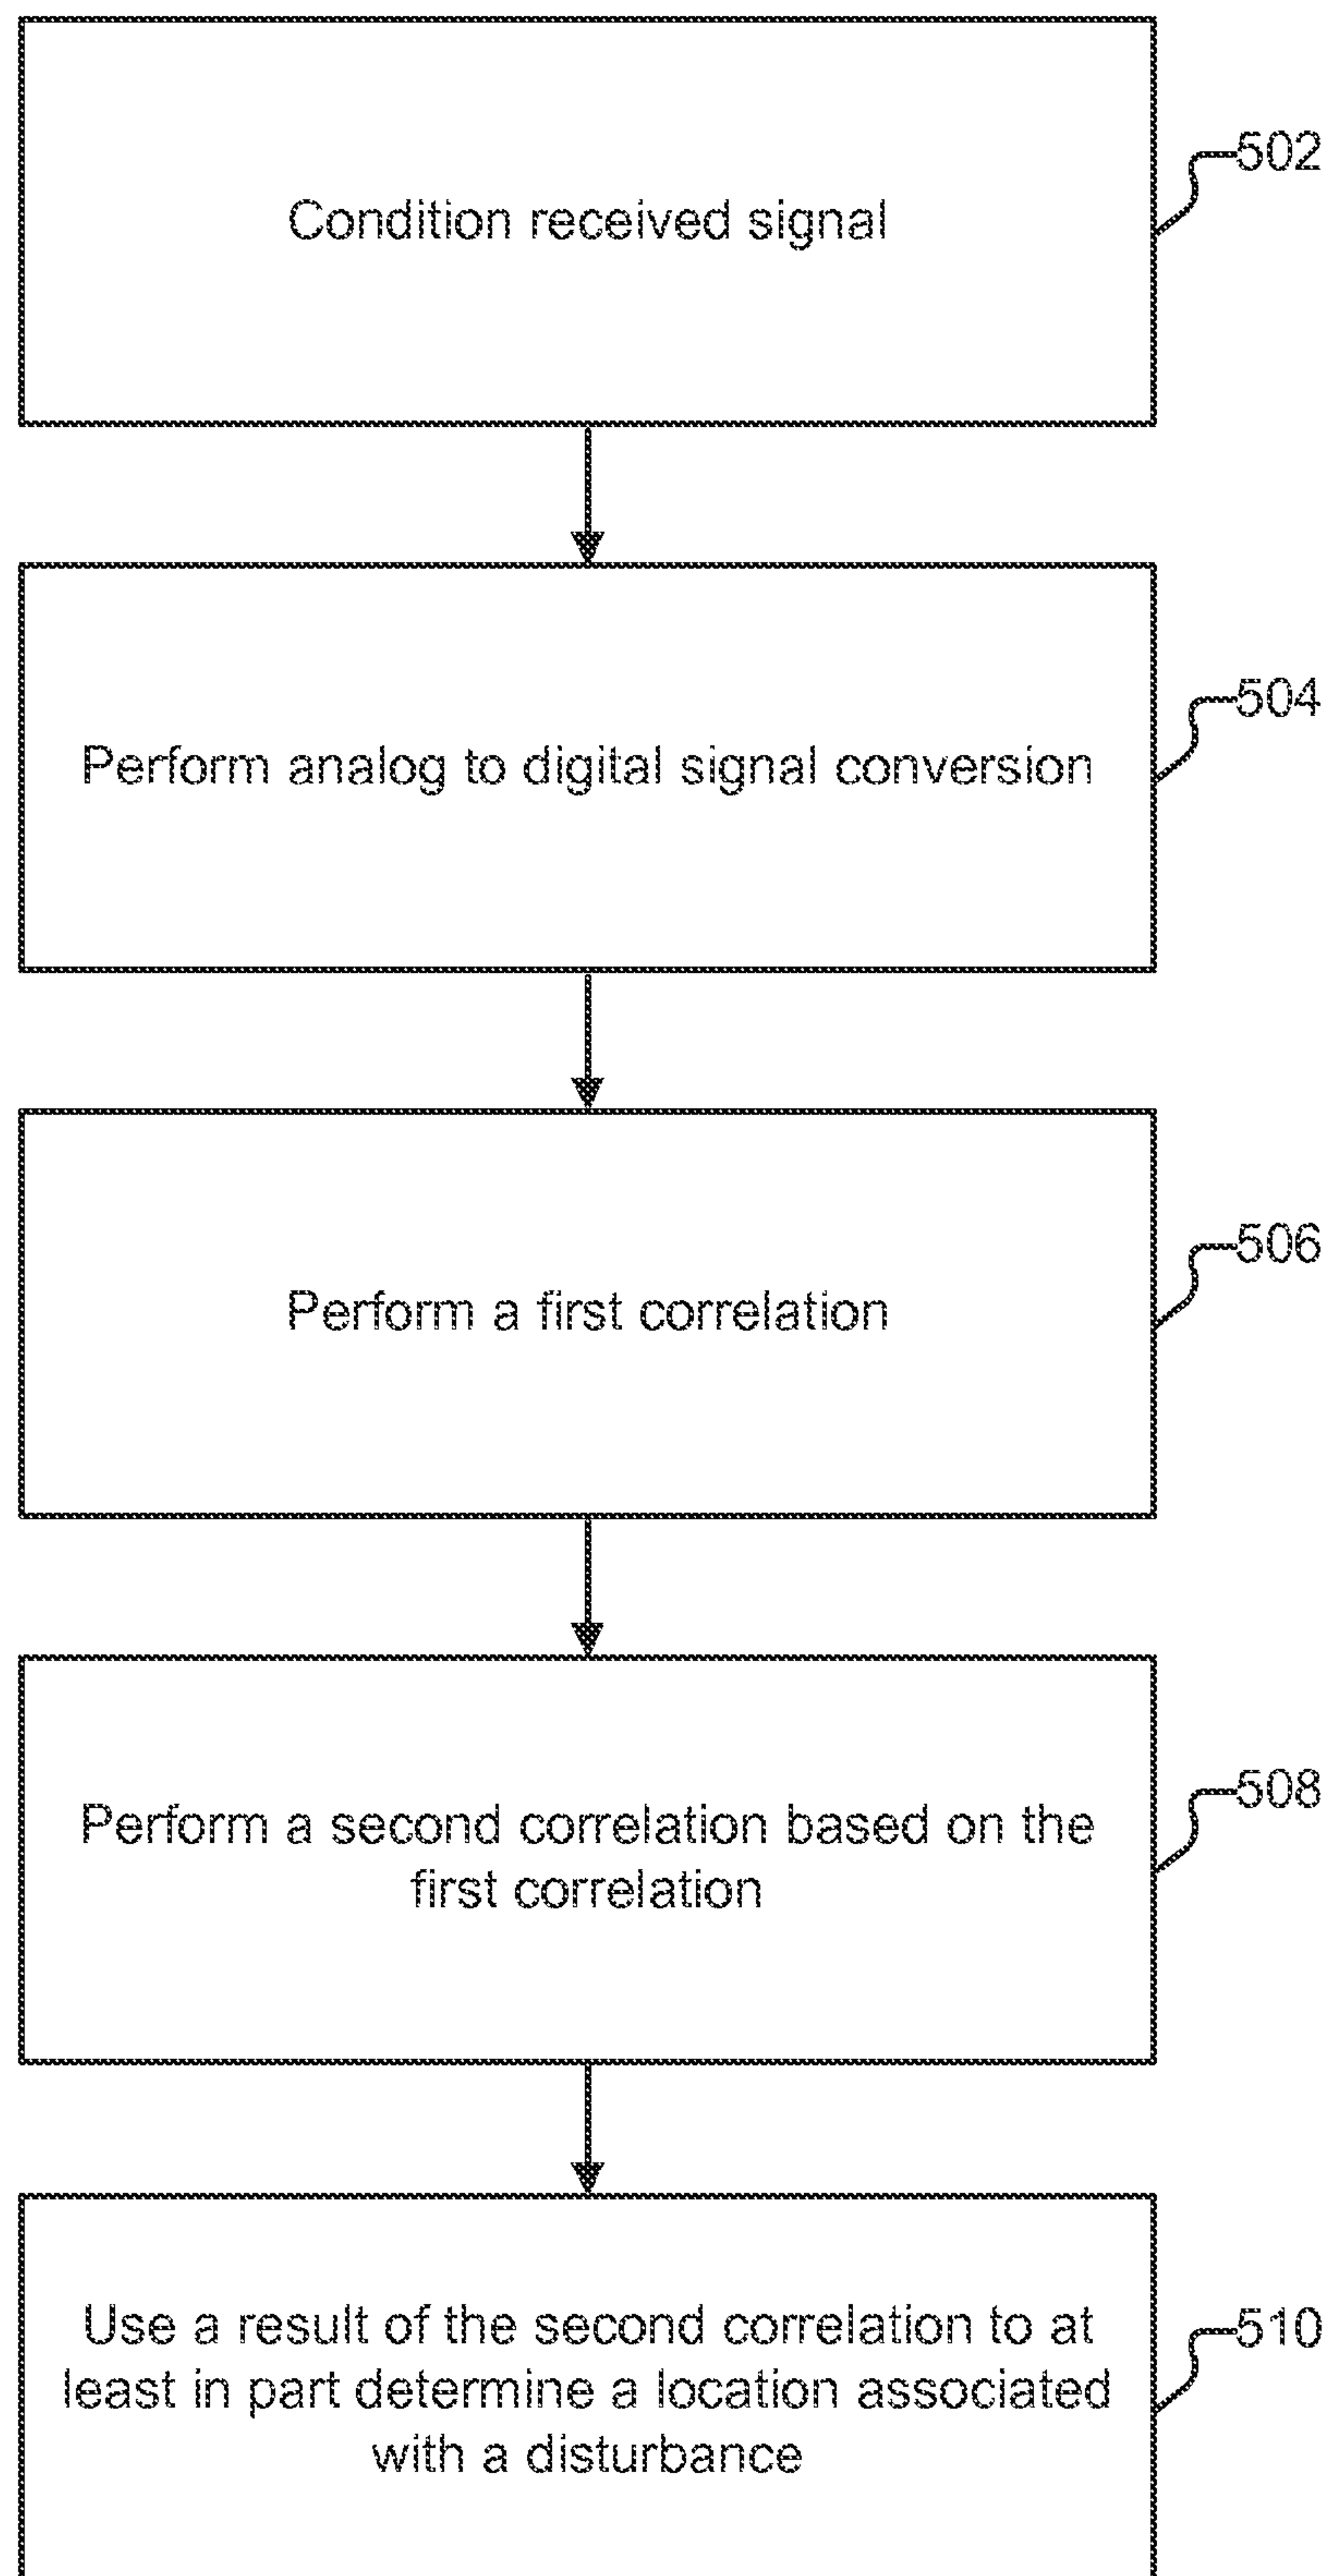 Condition received signal
502
Perform analog to digital signal conversion
504
Perform a first correlation
506
Perform a second correlation based on the
first correlation
508
Use a result of the second correlation to at
least in part determine a location associated
with a disturbance
510